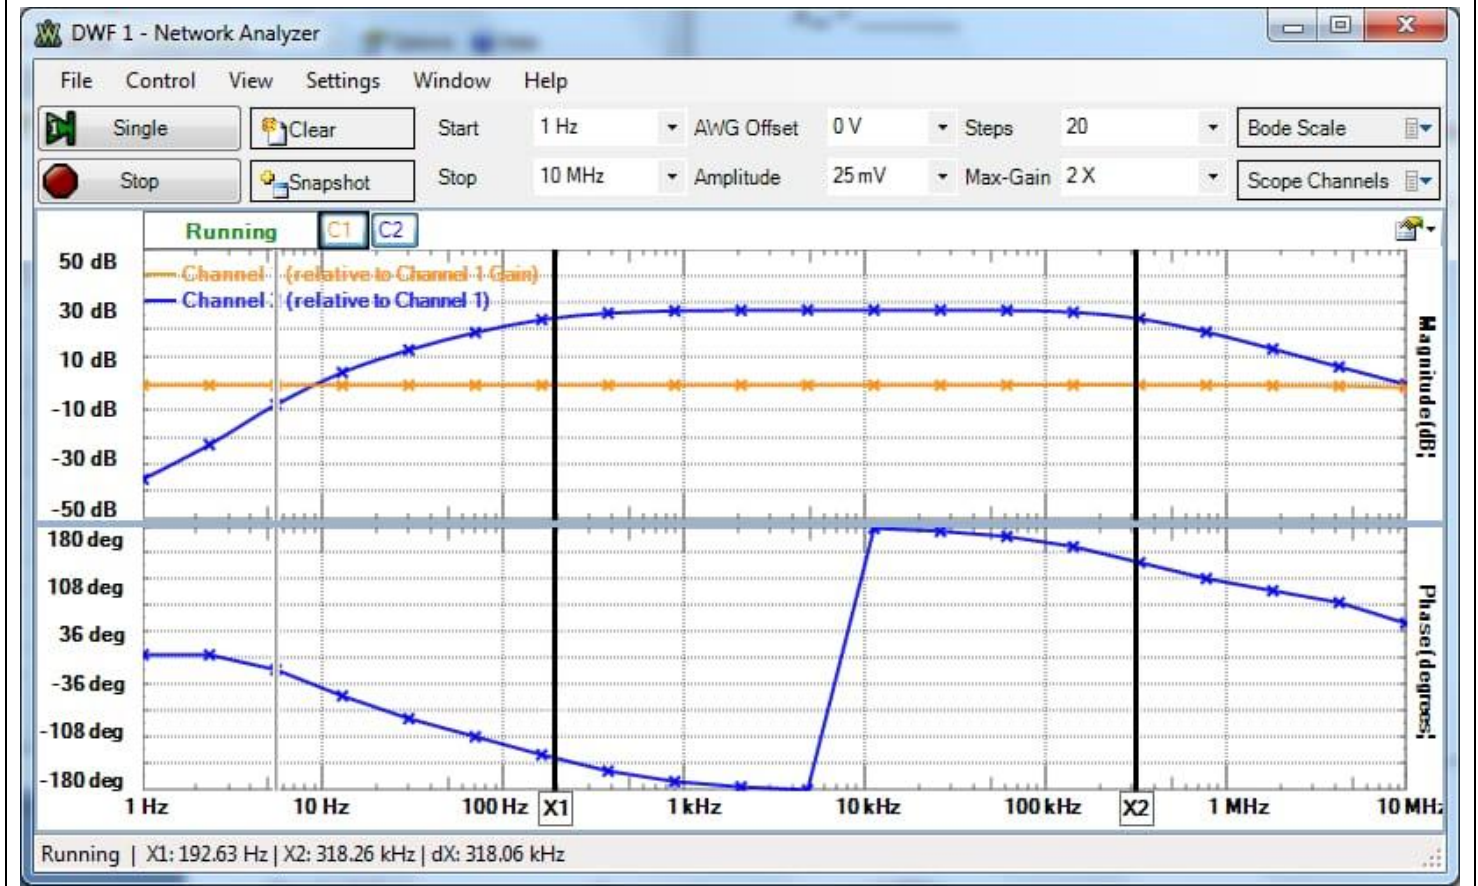 DWF 1 - Network Analyzer
File Control View Settings Window Help
Single Clear Start 1 Hz AWG Offset 0 V Steps 20 Bode Scale
Stop Snapshot Stop 10 MHz Amplitude 25 mV Max-Gain 2 X Scope Channels
Running C1 C2
50 dB
Channel (relative to Channel 1 Gain)
Channel (relative to Channel 1)
30 dB
10 dB
-10 dB
-30 dB
-50 dB
Magnitude(dB)
180 deg
108 deg
36 deg
-36 deg
-108 deg
-180 deg
Phase(degrees)
1 Hz 10 Hz 100 Hz X1 1 kHz 10 kHz 100 kHz X2 1 MHz 10 MHz
Running | X1: 192.63 Hz | X2: 318.26 kHz | dX: 318.06 kHz